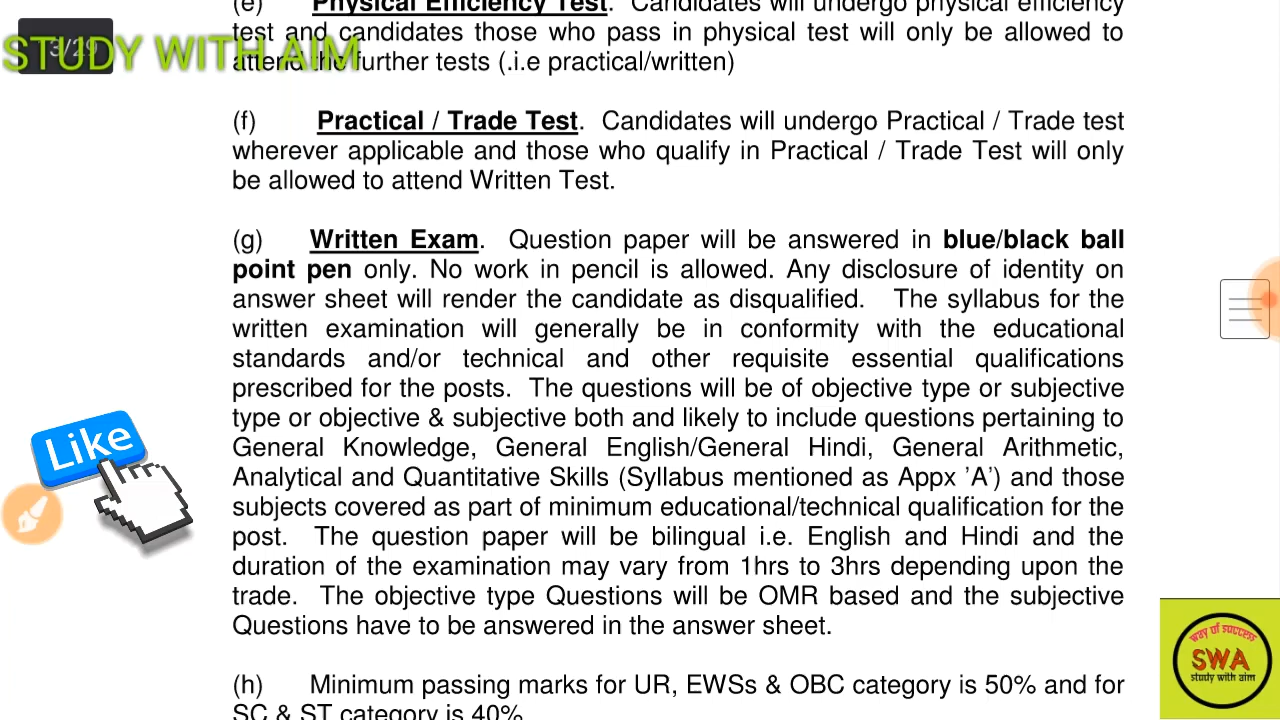 (e) Physical Efficiency Test. Candidates will undergo physical efficiency
test and candidates those who pass in physical test will only be allowed to
attend the further tests (.i.e practical/written)
3/29
STUDY WITH AIM
(f) Practical / Trade Test. Candidates will undergo Practical / Trade test
wherever applicable and those who qualify in Practical / Trade Test will only
be allowed to attend Written Test.
(g) Written Exam. Question paper will be answered in blue/black ball
point pen only. No work in pencil is allowed. Any disclosure of identity on
answer sheet will render the candidate as disqualified. The syllabus for the
written examination will generally be in conformity with the educational
standards and/or technical and other requisite essential qualifications
prescribed for the posts. The questions will be of objective type or subjective
type or objective & subjective both and likely to include questions pertaining to
General Knowledge, General English/General Hindi, General Arithmetic,
Analytical and Quantitative Skills (Syllabus mentioned as Appx 'A') and those
subjects covered as part of minimum educational/technical qualification for the
post. The question paper will be bilingual i.e. English and Hindi and the
duration of the examination may vary from 1hrs to 3hrs depending upon the
trade. The objective type Questions will be OMR based and the subjective
Questions have to be answered in the answer sheet.
(h) Minimum passing marks for UR, EWSs & OBC category is 50% and for
SC & ST category is 40%
Like
way of success
SWA
study with aim